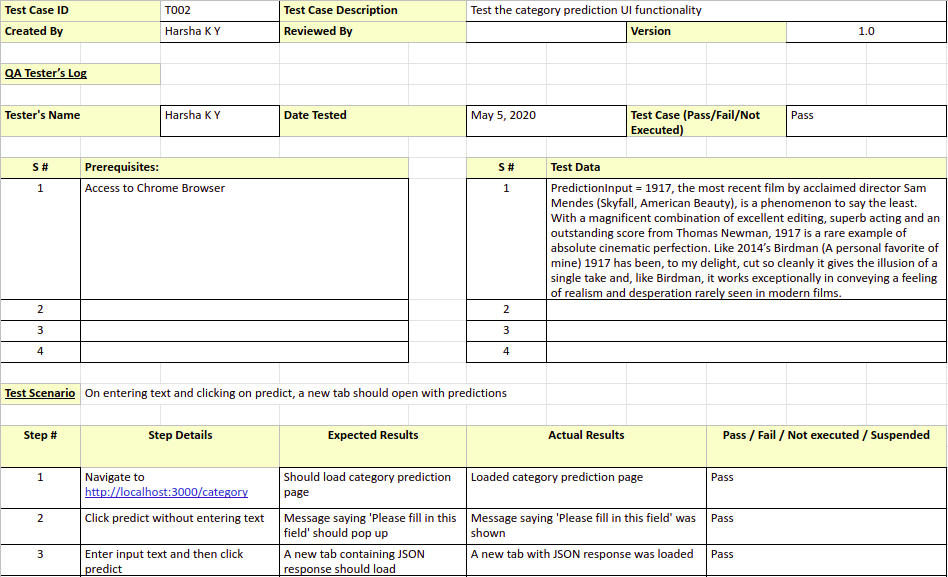 Test Case ID T002 Test Case Description Test the category prediction UI functionality
Created By Harsha K Y Reviewed By Version 1.0
QA Tester’s Log
Tester's Name Harsha K Y Date Tested May 5, 2020 Test Case (Pass/Fail/Not Pass
Executed)
S # Prerequisites: S # Test Data
1 Access to Chrome Browser
1 PredictionInput = 1917, the most recent film by acclaimed director Sam
Mendes (Skyfall, American Beauty), is a phenomenon to say the least.
With a magnificent combination of excellent editing, superb acting and an
outstanding score from Thomas Newman, 1917 is a rare example of
absolute cinematic perfection. Like 2014’s Birdman (A personal favorite of
mine) 1917 has been, to my delight, cut so cleanly it gives the illusion of a
single take and, like Birdman, it works exceptionally in conveying a feeling
of realism and desperation rarely seen in modern films.
2 2
3 3
4 4
Test Scenario On entering text and clicking on predict, a new tab should open with predictions
Step # Step Details Expected Results Actual Results Pass / Fail / Not executed / Suspended
1 Navigate to Should load category prediction Loaded category prediction page Pass
http://localhost:3000/category page
2 Click predict without entering text Message saying 'Please fill in this Message saying 'Please fill in this field' was Pass
field' should pop up shown
3 Enter input text and then click A new tab containing JSON A new tab with JSON response was loaded Pass
predict response should load